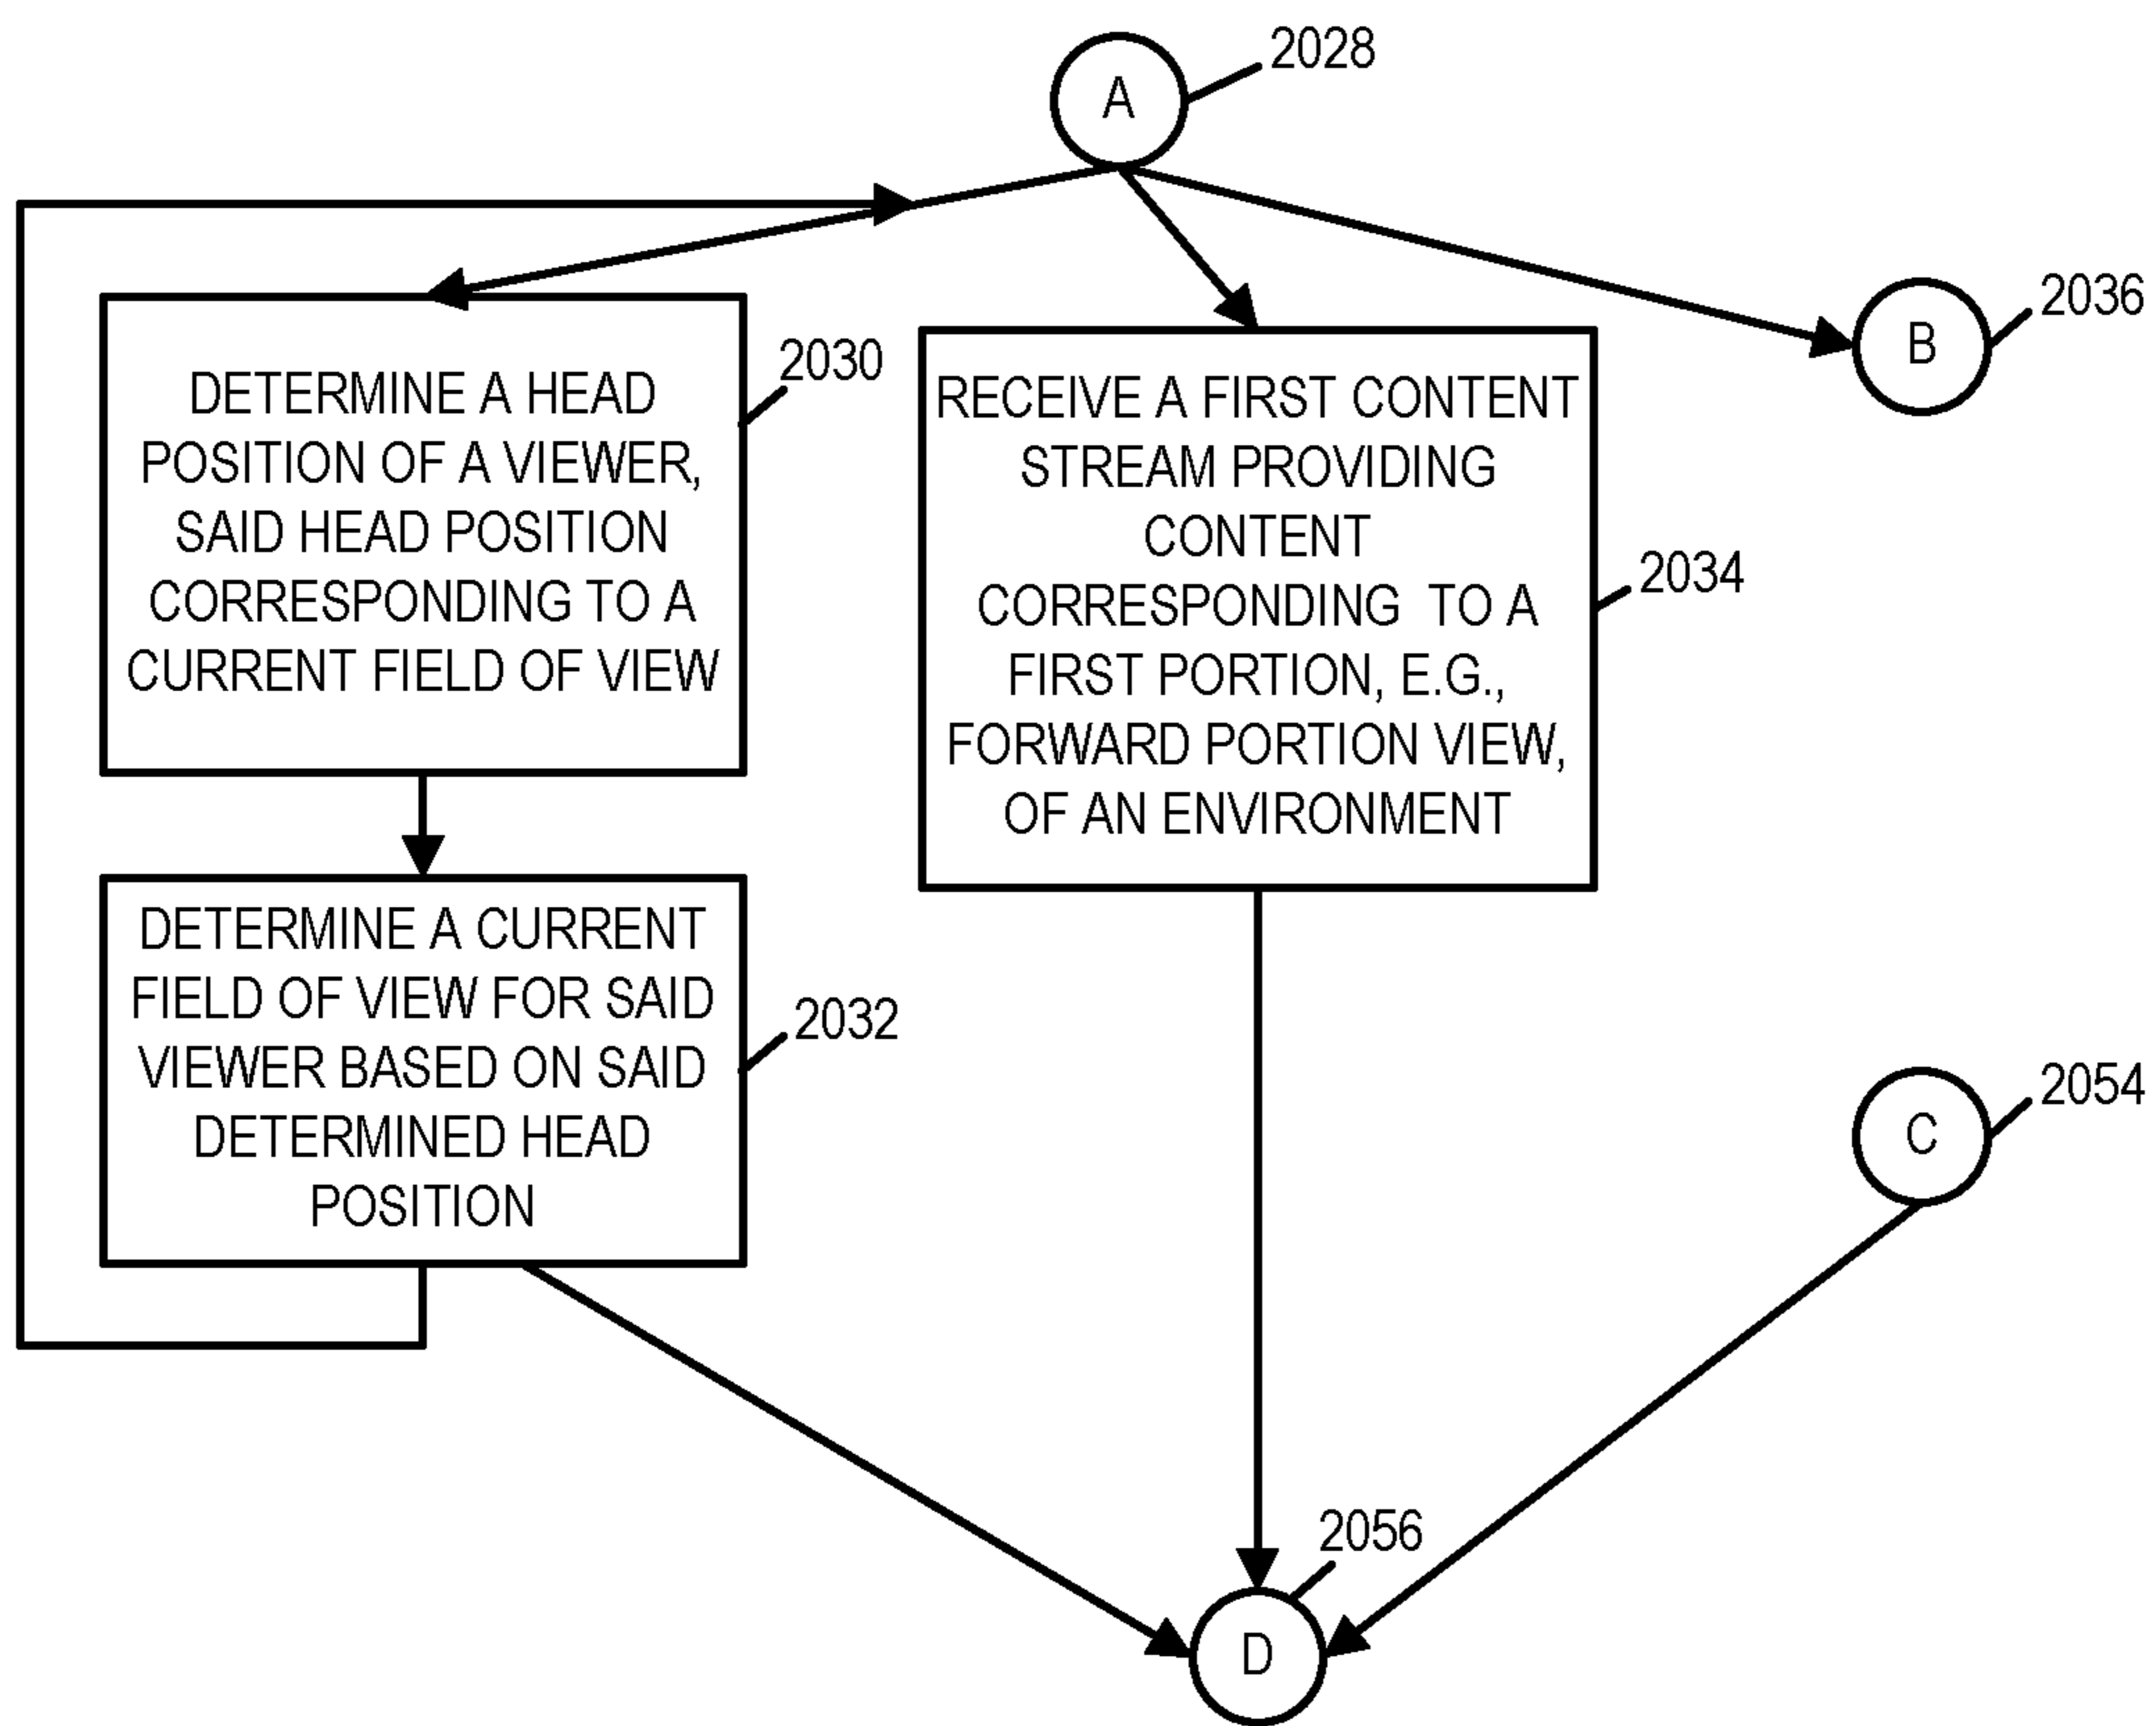 2028
A
2036
B
2030
DETERMINE A HEAD
POSITION OF A VIEWER,
SAID HEAD POSITION
CORRESPONDING TO A
CURRENT FIELD OF VIEW
RECEIVE A FIRST CONTENT
STREAM PROVIDING
CONTENT
CORRESPONDING TO A
FIRST PORTION, E.G.,
FORWARD PORTION VIEW,
OF AN ENVIRONMENT
2034
DETERMINE A CURRENT
FIELD OF VIEW FOR SAID
VIEWER BASED ON SAID
DETERMINED HEAD
POSITION
2032
2054
C
2056
D